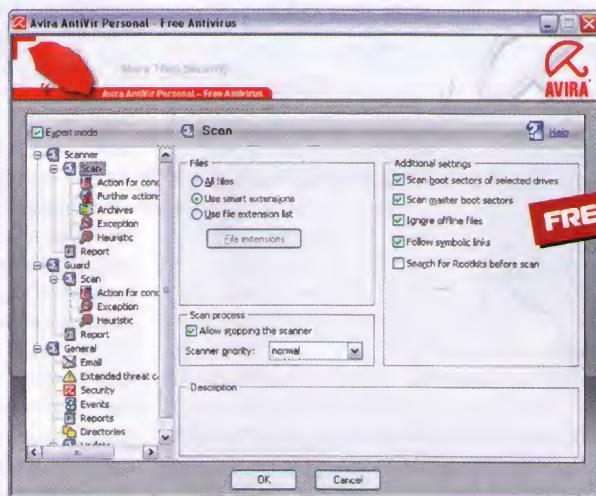 Avira AntiVir Personal - Free Antivirus
More Than Security
Avira AntiVir Personal - Free Antivirus
AVIRA
Expert mode
Scan
Help
Scanner
Scan
Action for conc
Further action
Archives
Exception
Heuristic
Report
Guard
Scan
Action for conc
Exception
Heuristic
Report
General
Email
Extended threat c
Security
Events
Reports
Directories
Update
Files
All files
Use smart extensions
Use file extension list
File extensions
Additional settings
Scan boot sectors of selected drives
Scan master boot sectors
Ignore offline files
Follow symbolic links
Search for Rootkits before scan
FRE
Scan process
Allow stopping the scanner
Scanner priority: normal
Description
OK
Cancel